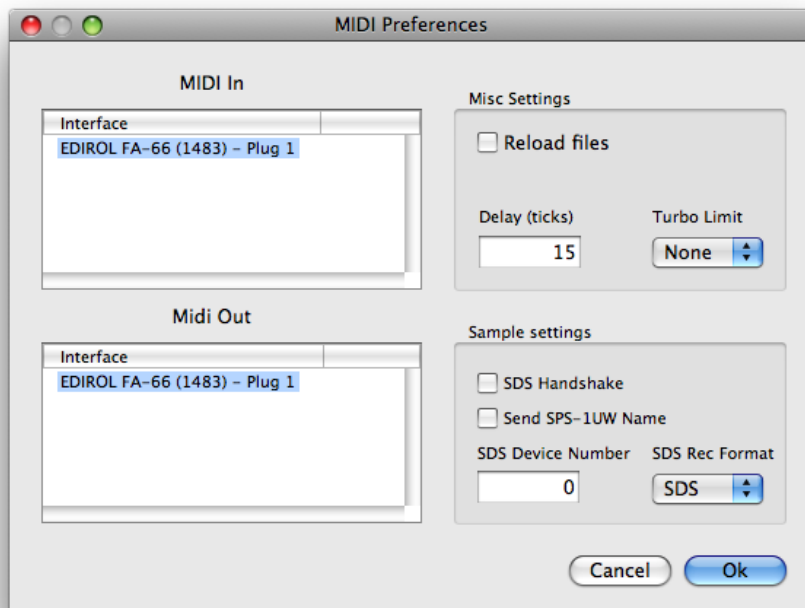 MIDI Preferences
MIDI In
Interface
EDIROL FA-66 (1483) – Plug 1
Misc Settings
Reload files
Delay (ticks) Turbo Limit
15 None
Midi Out
Interface
EDIROL FA-66 (1483) – Plug 1
Sample settings
SDS Handshake
Send SPS-1UW Name
SDS Device Number SDS Rec Format
0 SDS
Cancel Ok